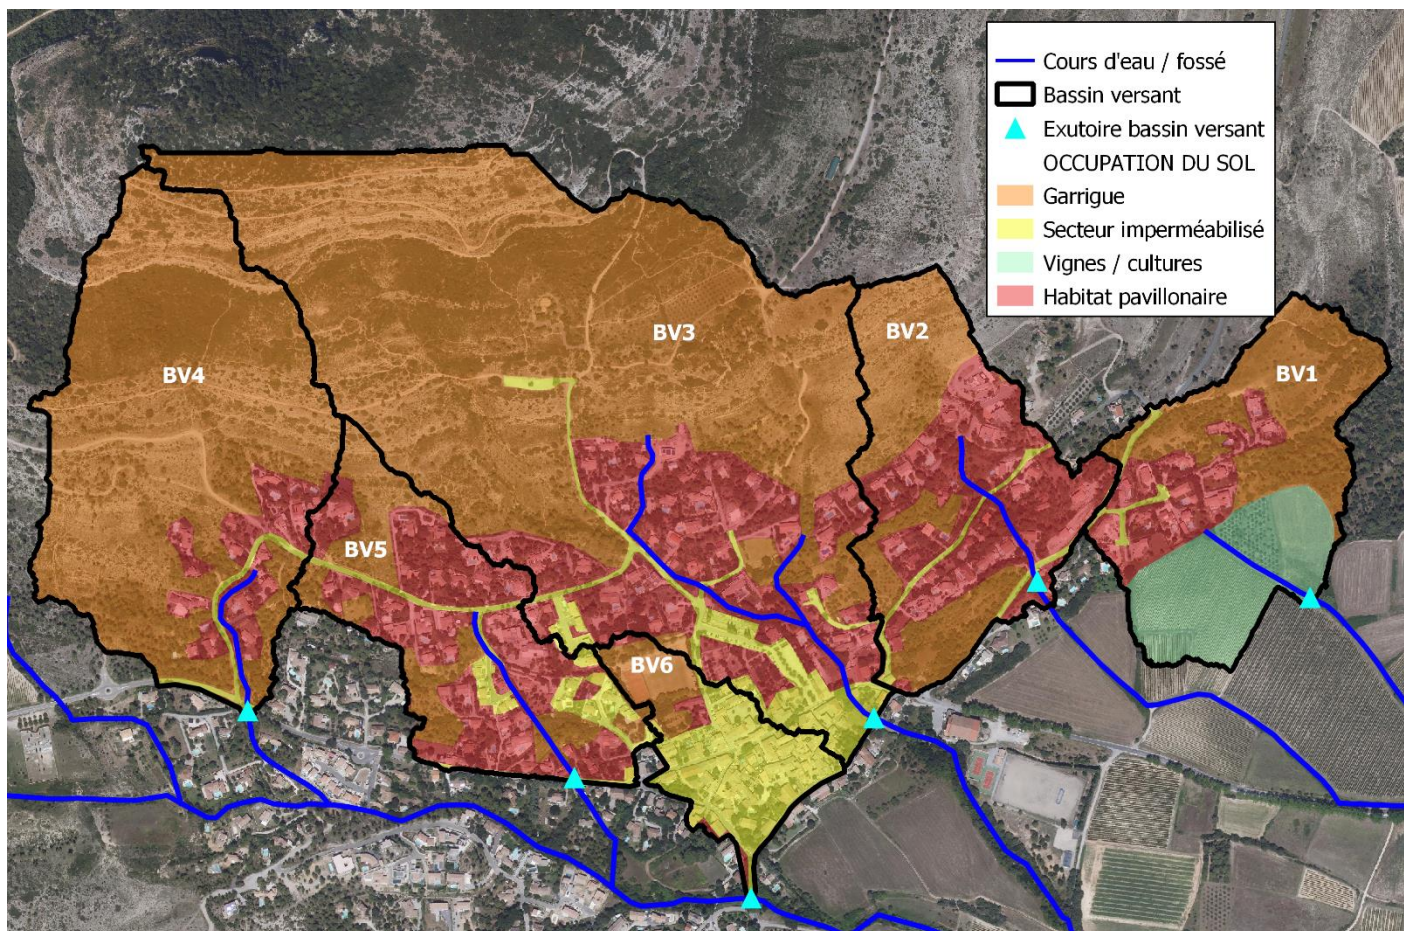 Cours d'eau / fossé
Bassin versant
Exutoire bassin versant
OCCUPATION DU SOL
Garrigue
Secteur imperméabilisé
Vignes / cultures
Habitat pavillonaire
BV3
BV2
BV4
BV1
BV5
BV6